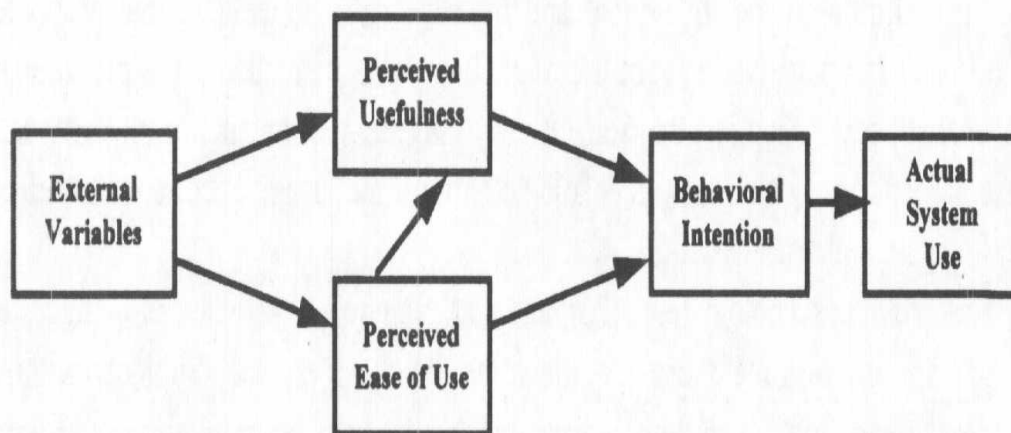 Perceived
Usefulness
External
Variables
Behavioral
Intention
Actual
System
Use
Perceived
Ease of Use